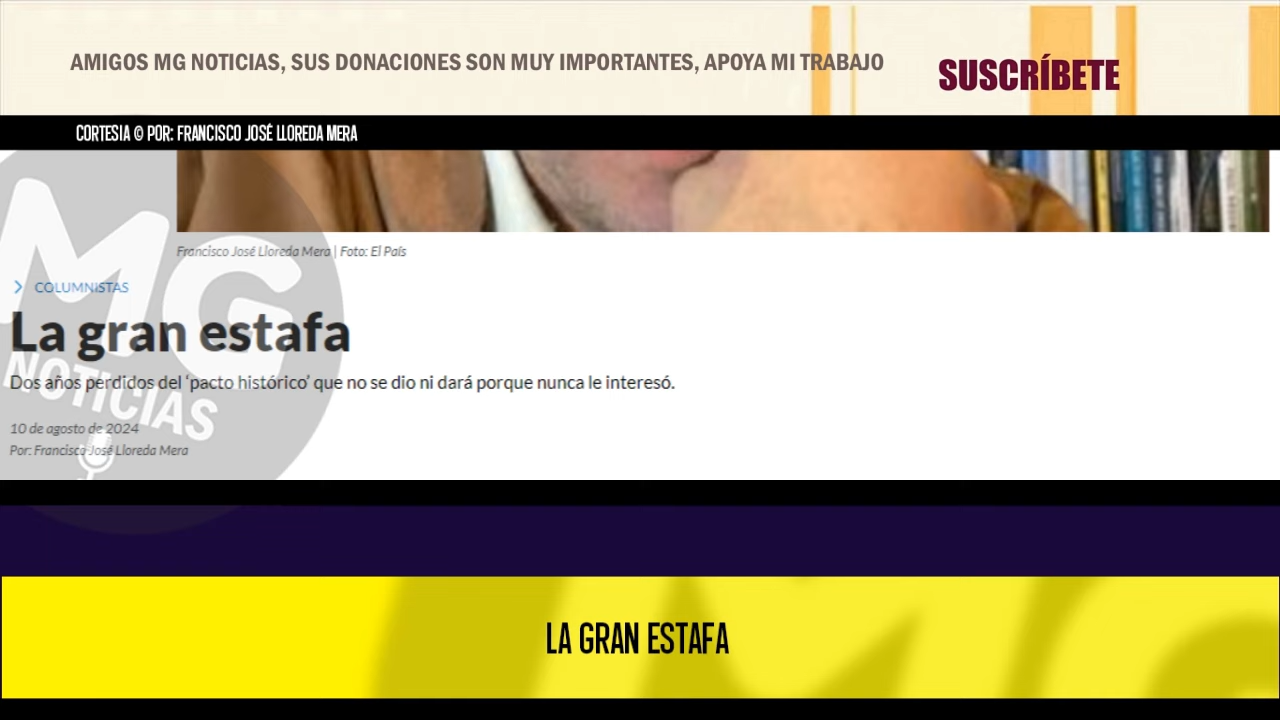 AMIGOS MG NOTICIAS, SUS DONACIONES SON MUY IMPORTANTES, APOYA MI TRABAJO
SUSCRÍBETE
CORTESIA © POR: FRANCISCO JOSÉ LLOREDA MERA
Francisco José Lloreda Mera | Foto: El País
COLUMNISTAS
La gran estafa
Dos años perdidos del ‘pacto histórico’ que no se dio ni dará porque nunca le interesó.
10 de agosto de 2024
Por: Francisco José Lloreda Mera
MG
NOTICIAS
LA GRAN ESTAFA